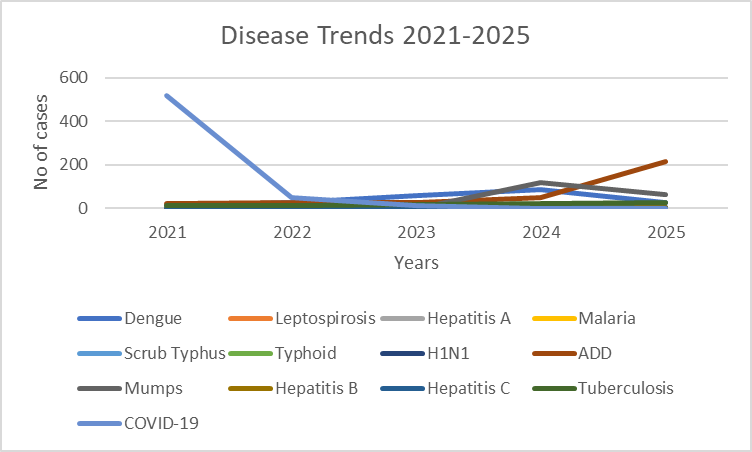 Disease Trends 2021-2025
600
400
200
0
No of cases
2021 2022 2023 2024 2025
Years
Dengue Leptospirosis Hepatitis A Malaria
Scrub Typhus Typhoid H1N1 ADD
Mumps Hepatitis B Hepatitis C Tuberculosis
COVID-19